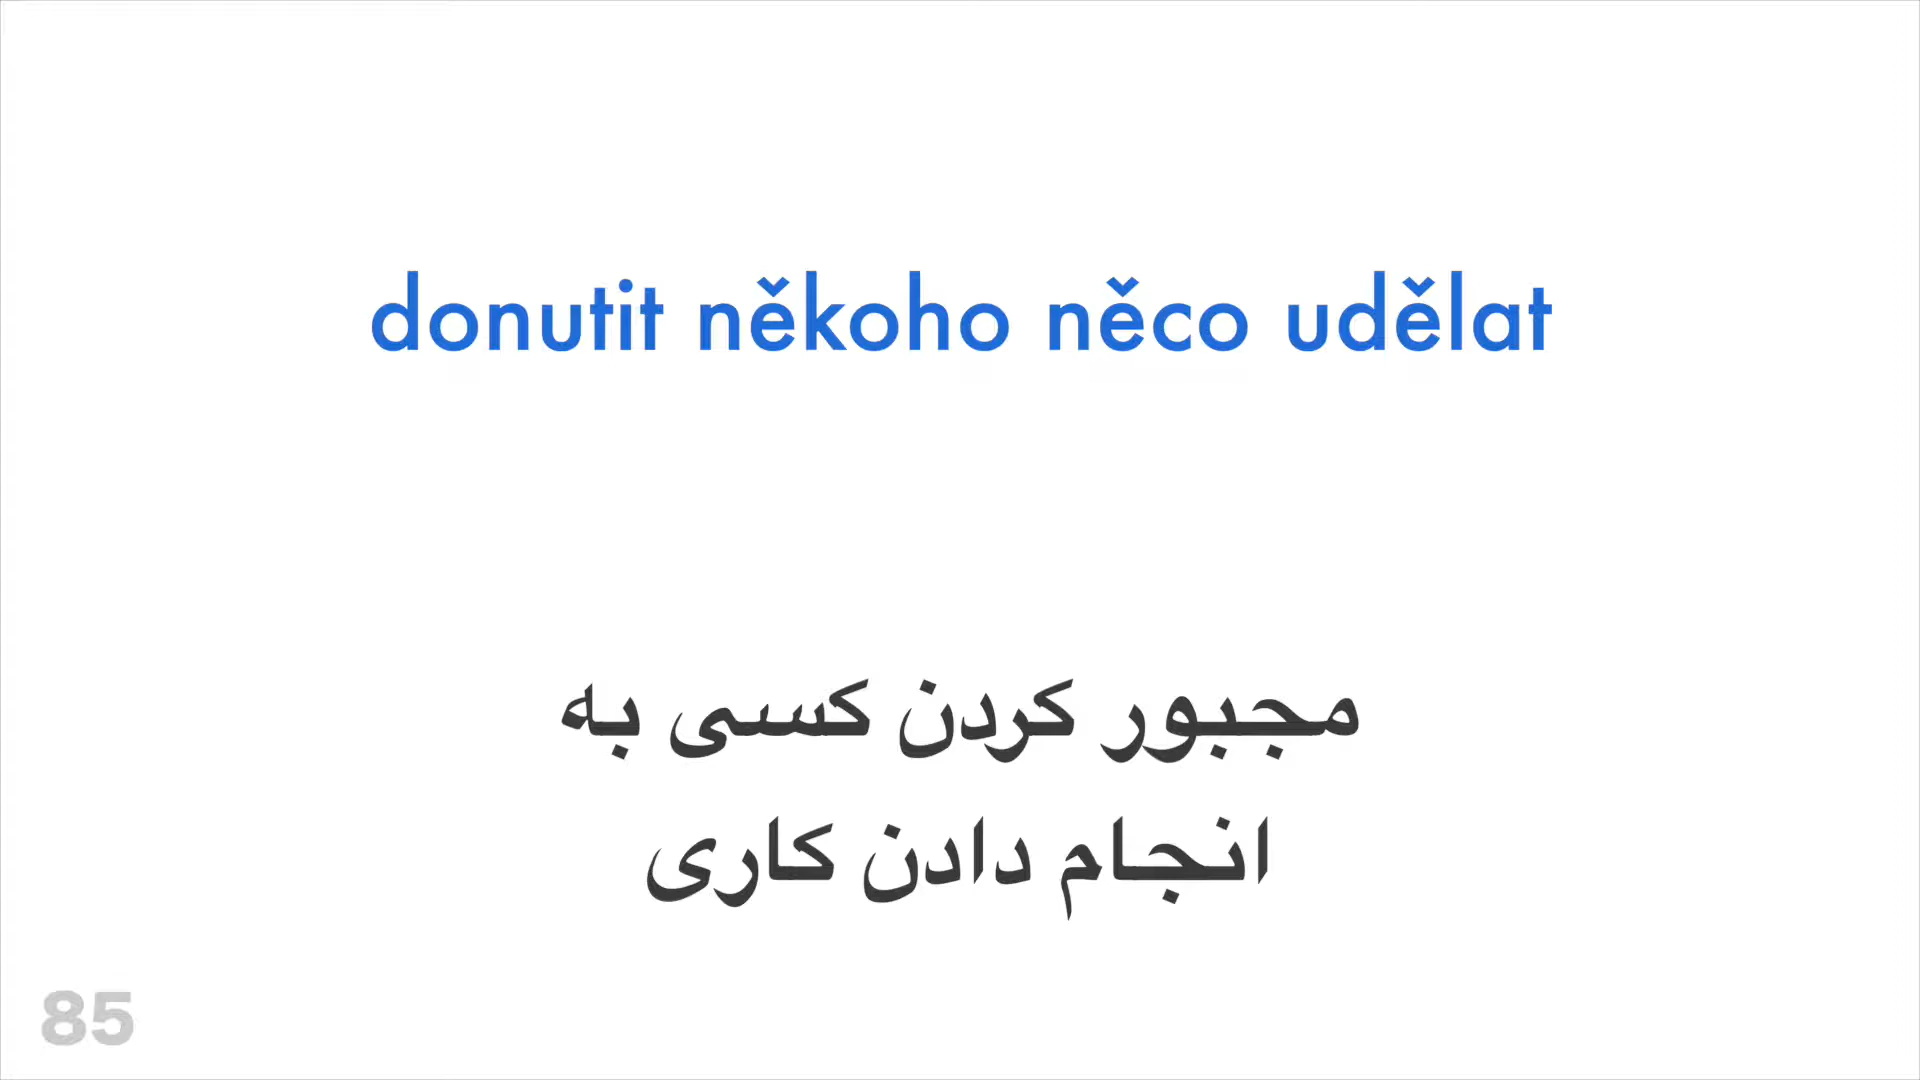 donutit někoho něco udělat
مجبور کردن کسی به
انجام دادن کاری
85